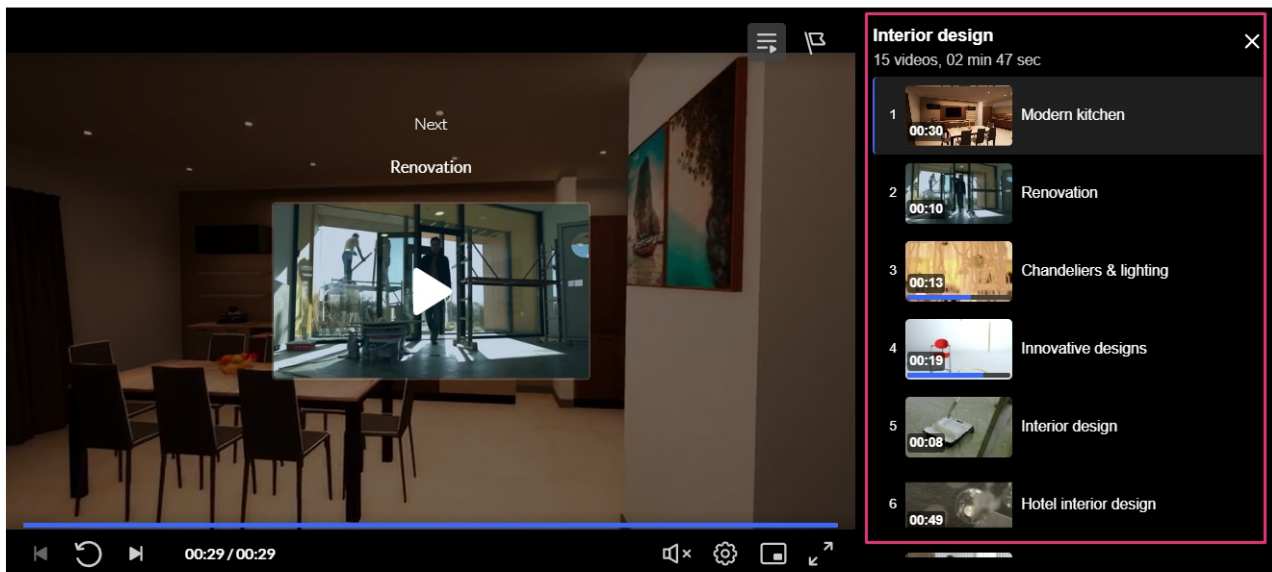 Next
Renovation
00:29 / 00:29
Interior design
15 videos, 02 min 47 sec
1
00:30
Modern kitchen
2
00:10
Renovation
3
00:13
Chandeliers & lighting
4
00:19
Innovative designs
5
00:08
Interior design
6
00:49
Hotel interior design